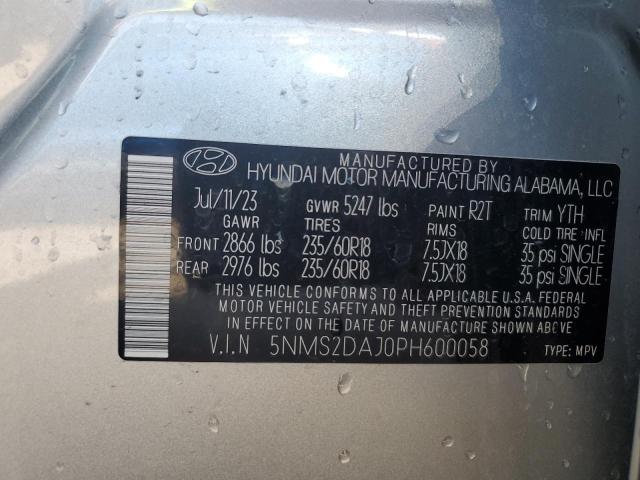 MANUFACTURED BY
HYUNDAI MOTOR MANUFACTURING ALABAMA, LLC
Jul/11/23 GVWR 5247 lbs PAINT R2T TRIM YTH
GAWR TIRES RIMS COLD TIRE INFL
FRONT 2866 lbs 235/60R18 7.5JX18 35 psi SINGLE
REAR 2976 lbs 235/60R18 7.5JX18 35 psi SINGLE
THIS VEHICLE CONFORMS TO ALL APPLICABLE U.S.A. FEDERAL
MOTOR VEHICLE SAFETY AND THEFT PREVENTION STANDARDS
IN EFFECT ON THE DATE OF MANUFACTURE SHOWN ABOVE.
V.I.N 5NMS2DAJ0PH600058 TYPE: MPV